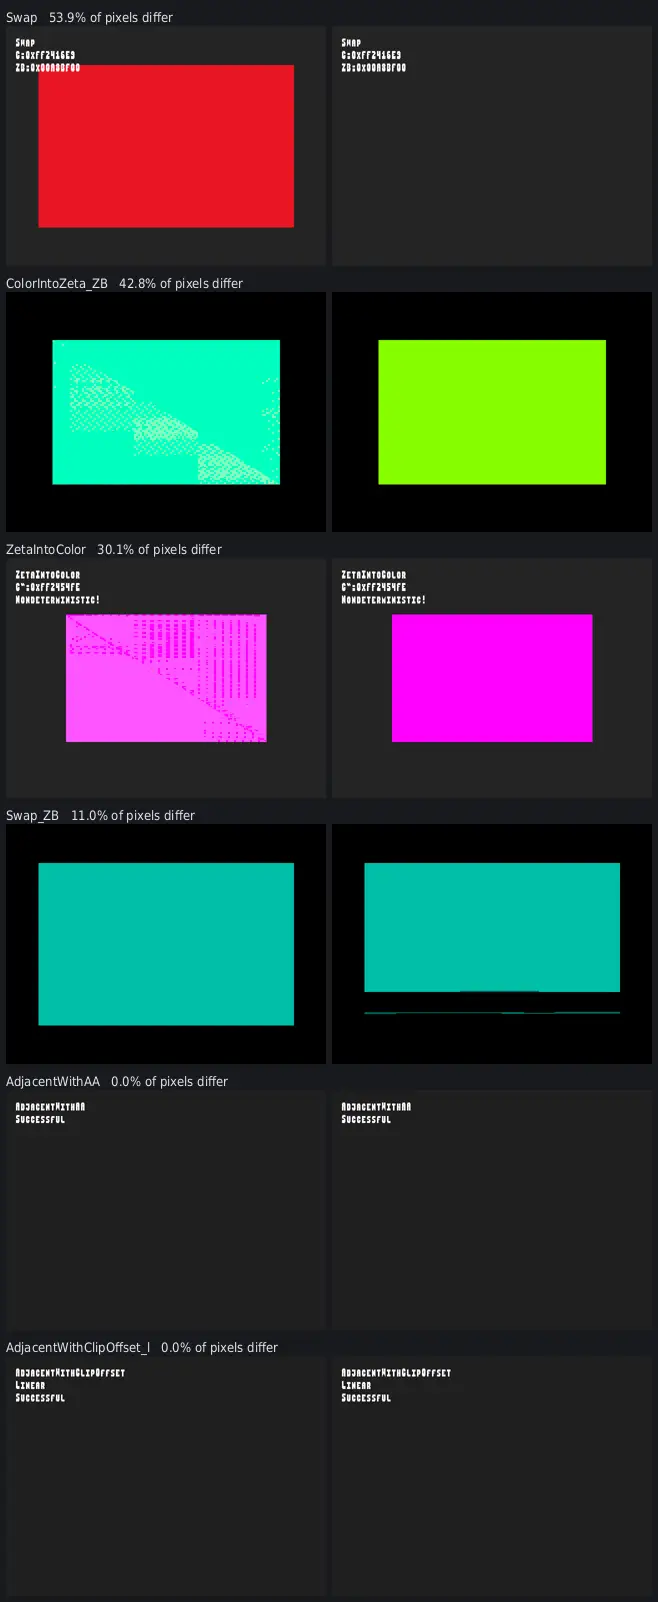 Swap 53.9% of pixels differ
Swap
C:0xFF2416E9
ZB:0x00A8BF00
Swap
C:0xFF2416E9
ZB:0x00A8BF00
ColorIntoZeta_ZB 42.8% of pixels differ
ZetaIntoColor 30.1% of pixels differ
ZetaIntoColor
C~:0xFF2454FE
Nondeterministic!
ZetaIntoColor
C~:0xFF2454FE
Nondeterministic!
Swap_ZB 11.0% of pixels differ
AdjacentWithAA 0.0% of pixels differ
AdjacentWithAA
Successful
AdjacentWithAA
Successful
AdjacentWithClipOffset_l 0.0% of pixels differ
AdjacentWithClipOffset
Linear
Successful
AdjacentWithClipOffset
Linear
Successful